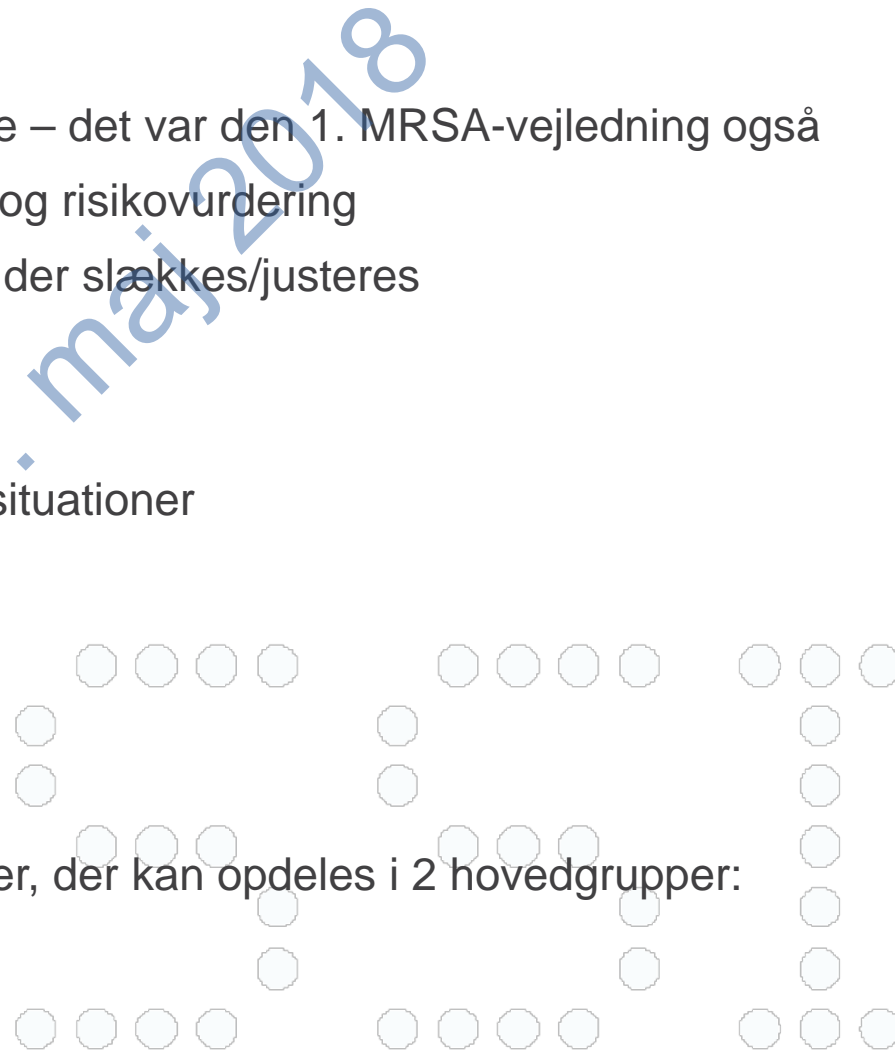 e – det var den 1. MRSA-vejledning også
og risikovurdering
der slækkes/justeres
. maj 2018
situationer
er, der kan opdeles i 2 hovedgrupper:
SSI